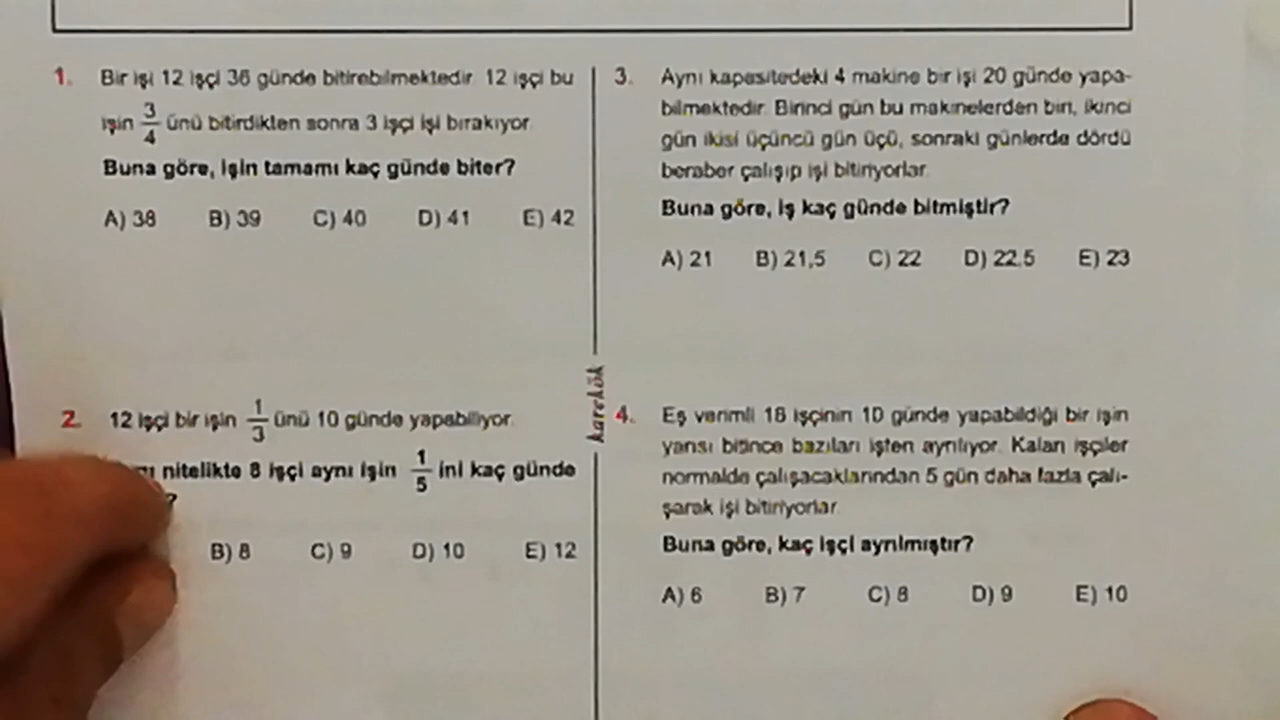 1. Bir işi 12 işçi 36 günde bitirebilmektedir. 12 işçi bu
işin 3/4 ünü bitirdikten sonra 3 işçi işi bırakıyor.
Buna göre, işin tamamı kaç günde biter?
A) 38 B) 39 C) 40 D) 41 E) 42
2. 12 işçi bir işin 1/3 ünü 10 günde yapabiliyor.
nitelikte 8 işçi aynı işin 1/5 ini kaç günde
?
B) 8 C) 9 D) 10 E) 12
karekök
3. Aynı kapasitedeki 4 makine bir işi 20 günde yapa-
bilmektedir. Birinci gün bu makinelerden biri, ikinci
gün ikisi üçüncü gün üçü, sonraki günlerde dördü
beraber çalışıp işi bitiriyorlar.
Buna göre, iş kaç günde bitmiştir?
A) 21 B) 21,5 C) 22 D) 22,5 E) 23
4. Eş verimli 18 işçinin 10 günde yapabildiği bir işin
yarısı bitince bazıları işten ayrılıyor. Kalan işçiler
normalde çalışacaklarından 5 gün daha fazla çalı-
şarak işi bitiriyorlar.
Buna göre, kaç işçi ayrılmıştır?
A) 6 B) 7 C) 8 D) 9 E) 10